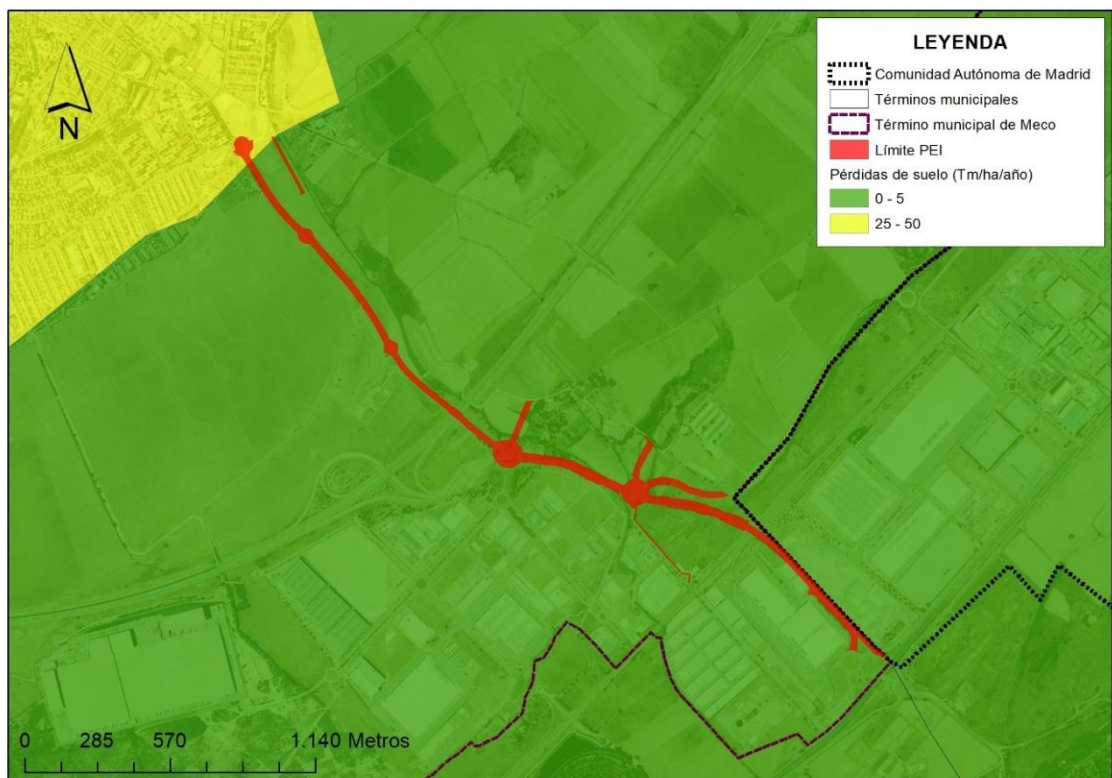 LEYENDA
Comunidad Autónoma de Madrid
Términos municipales
Término municipal de Meco
Límite PEI
Pérdidas de suelo (Tm/ha/año)
0 - 5
25 - 50
N
0 285 570 1.140 Metros